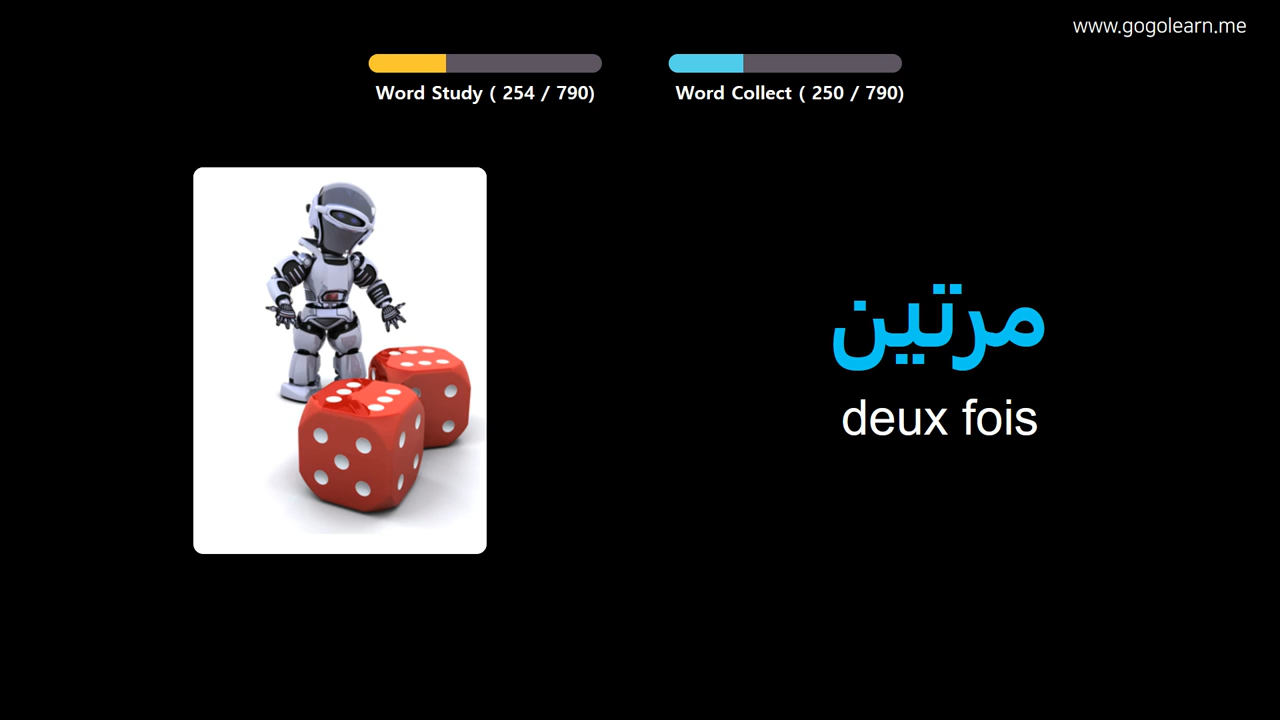 www.gogolearn.me
Word Study ( 254 / 790)
Word Collect ( 250 / 790)
مرتين
deux fois